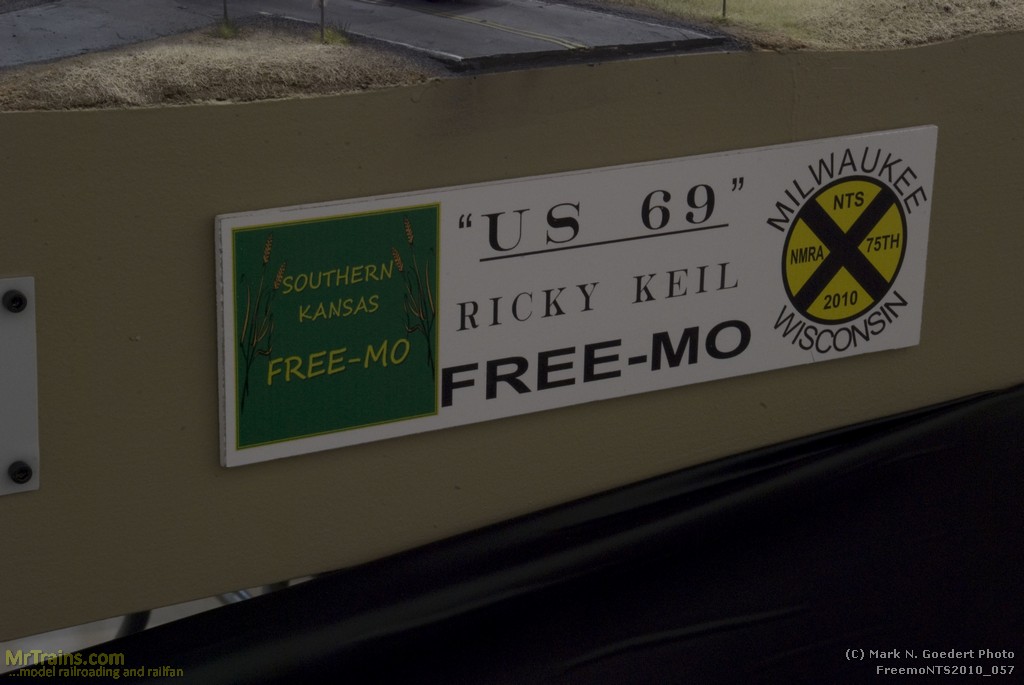 SOUTHERN
KANSAS
FREE-MO
"US 69"
RICKY KEIL
FREE-MO
MILWAUKEE
NTS
NMRA
75TH
2010
WISCONSIN
MrTrains.com
...model railroading and railfan
(C) Mark N. Goedert Photo
FreemoNTS2010_057